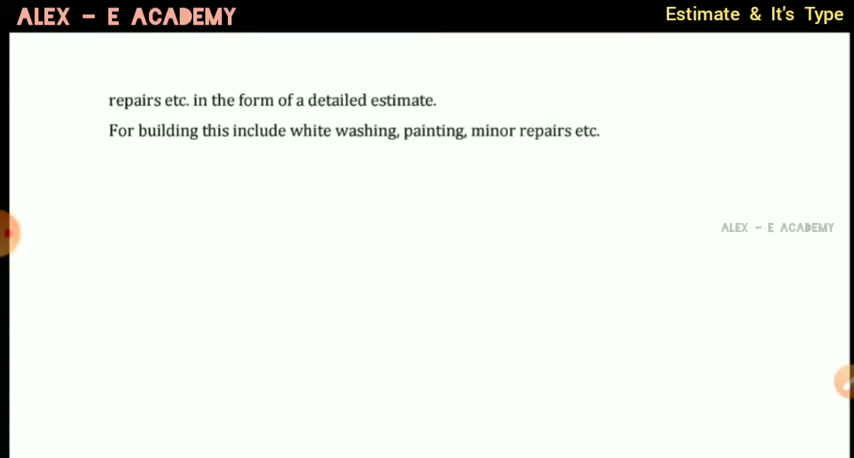 ALEX - E ACADEMY
Estimate & It's Type
repairs etc. in the form of a detailed estimate.
For building this include white washing, painting, minor repairs etc.
ALEX - E ACADEMY